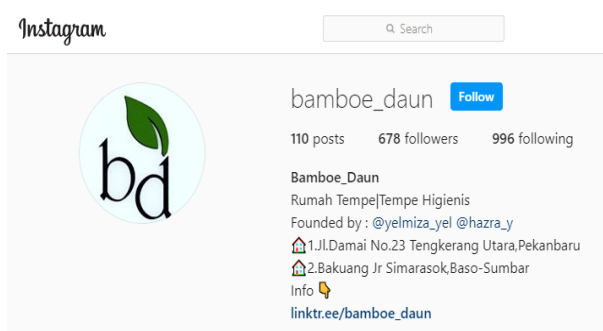 Instagram
Search
bd
bamboe_daun Follow
110 posts 678 followers 996 following
Bamboe_Daun
Rumah Tempe|Tempe Higienis
Founded by : @yelmiza_yel @hazra_y
🏠1.Jl.Damai No.23 Tengkerang Utara,Pekanbaru
🏠2.Bakuang Jr Simarasok,Baso-Sumbar
Info 👇
linktr.ee/bamboe_daun